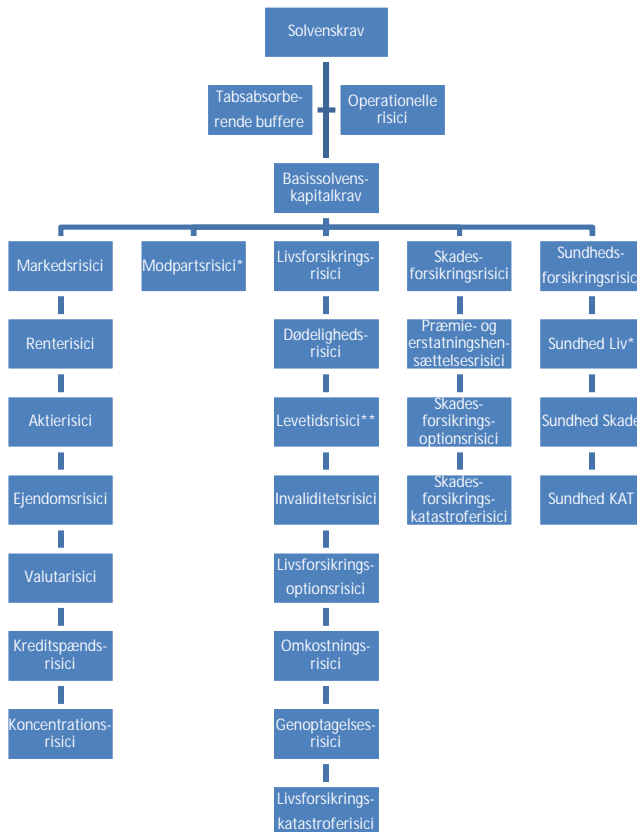 Solvenskrav
Tabsabsorbe-
rende buffere
Operationelle
risici
Basissolvens-
kapitalkrav
Markedsrisici
Modpartsrisici*
Livsforsikrings-
risici
Skades-
forsikringsrisici
Sundheds-
forsikringsrisici
Renterisici
Aktierisici
Ejendomsrisici
Valutarisici
Kreditspænds-
risici
Koncentrations-
risici
Dødeligheds-
risici
Levetidsrisici**
Invaliditetsrisici
Livsforsikrings-
optionsrisici
Omkostnings-
risici
Genoptagelses-
risici
Livsforsikrings-
katastroferisici
Præmie- og
erstatningshen-
sættelsesrisici
Skades-
forsikrings-
optionsrisici
Skades-
forsikrings-
katastroferisici
Sundhed Liv*
Sundhed Skade
Sundhed KAT